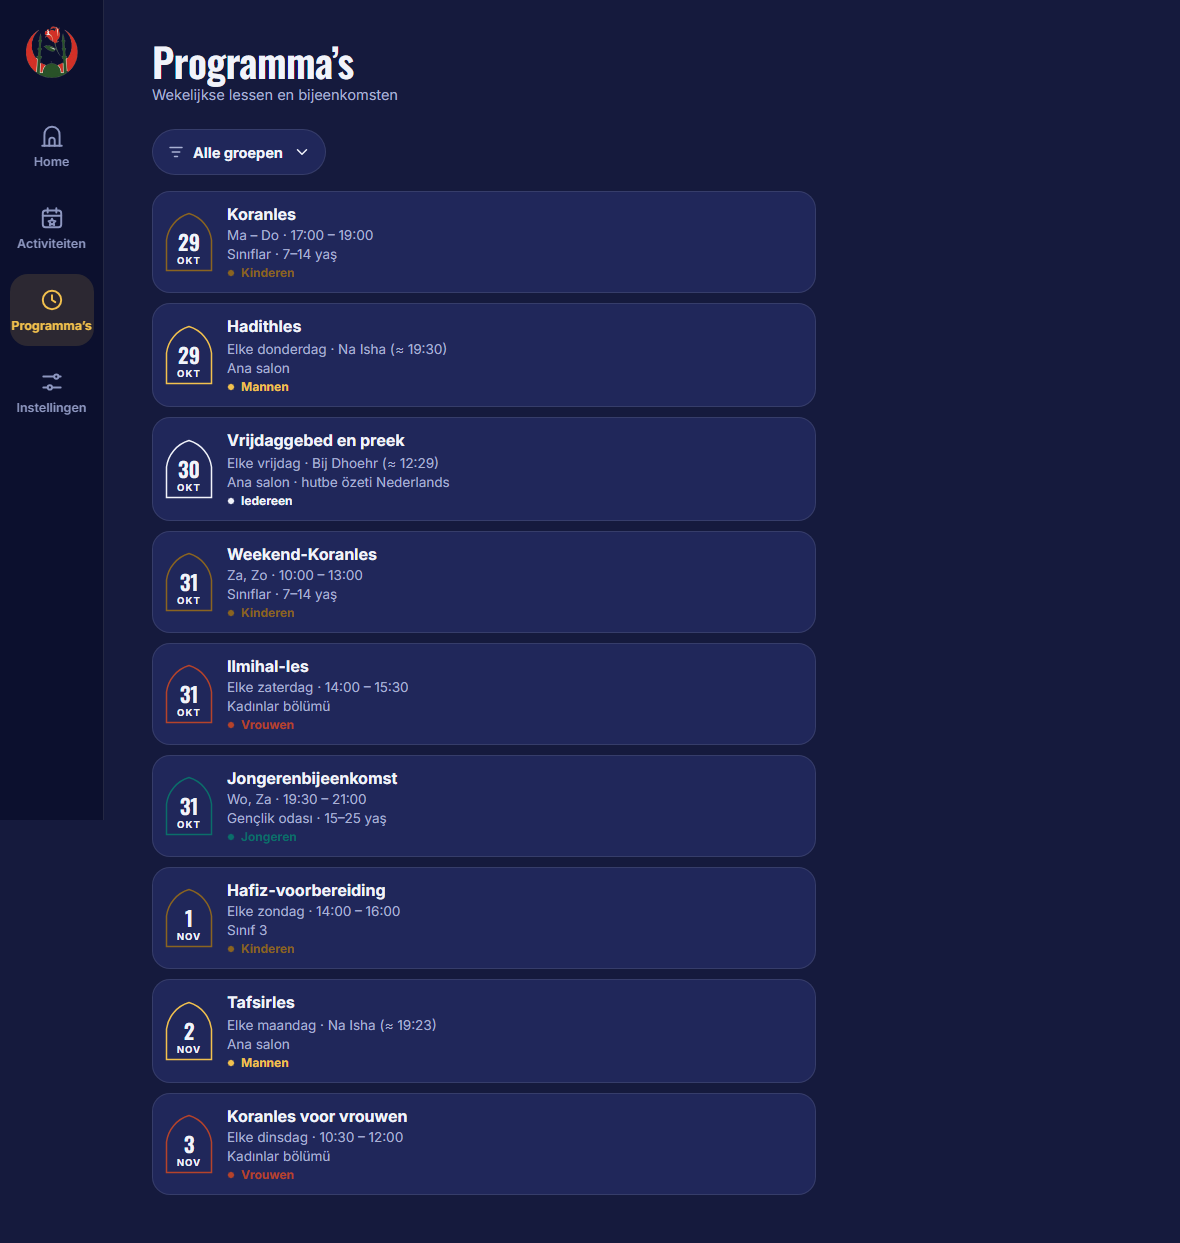 Programma’s
Wekelijkse lessen en bijeenkomsten
Home
Activiteiten
Programma’s
Instellingen
Alle groepen
29
OKT
Koranles
Ma – Do · 17:00 – 19:00
Sınıflar · 7–14 yaş
Kinderen
29
OKT
Hadithles
Elke donderdag · Na Isha (≈ 19:30)
Ana salon
Mannen
30
OKT
Vrijdaggebed en preek
Elke vrijdag · Bij Dhoehr (≈ 12:29)
Ana salon · hutbe özeti Nederlands
Iedereen
31
OKT
Weekend-Koranles
Za, Zo · 10:00 – 13:00
Sınıflar · 7–14 yaş
Kinderen
31
OKT
Ilmihal-les
Elke zaterdag · 14:00 – 15:30
Kadınlar bölümü
Vrouwen
31
OKT
Jongerenbijeenkomst
Wo, Za · 19:30 – 21:00
Gençlik odası · 15–25 yaş
Jongeren
1
NOV
Hafiz-voorbereiding
Elke zondag · 14:00 – 16:00
Sınıf 3
Kinderen
2
NOV
Tafsirles
Elke maandag · Na Isha (≈ 19:23)
Ana salon
Mannen
3
NOV
Koranles voor vrouwen
Elke dinsdag · 10:30 – 12:00
Kadınlar bölümü
Vrouwen